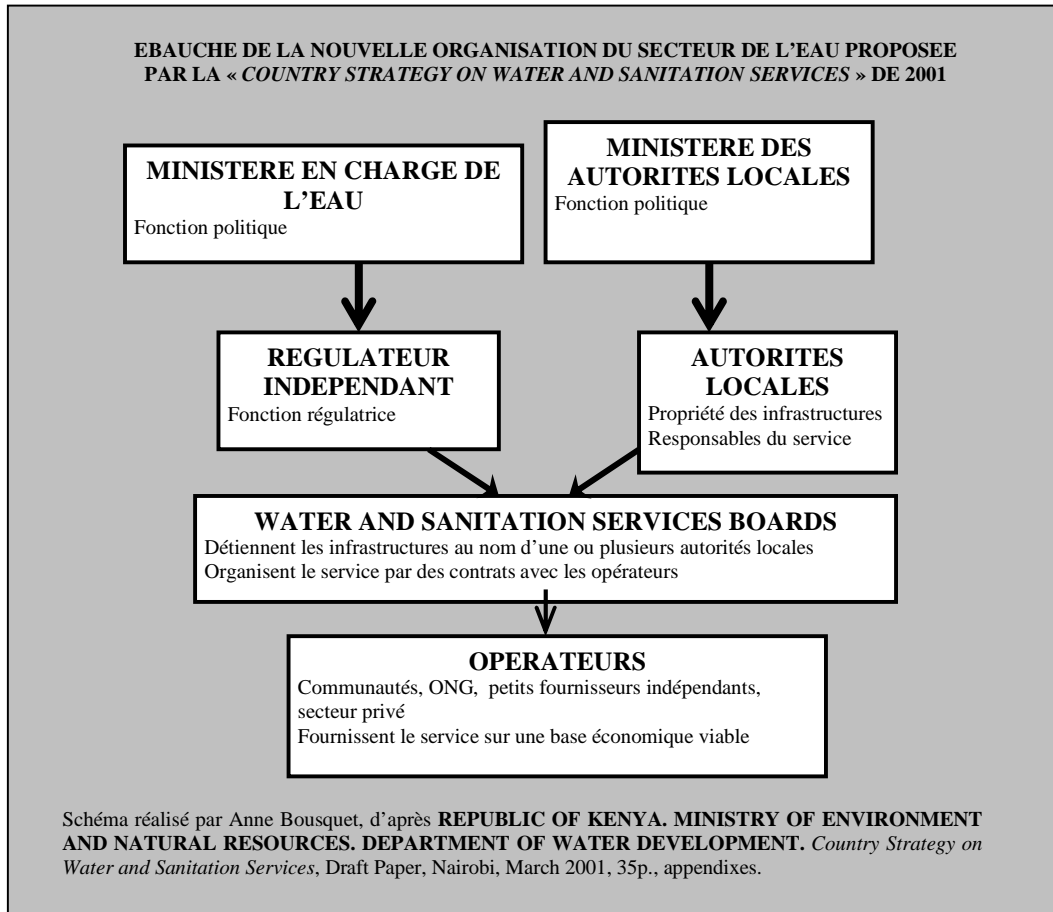 EBAUCHE DE LA NOUVELLE ORGANISATION DU SECTEUR DE L'EAU PROPOSEE
PAR LA « COUNTRY STRATEGY ON WATER AND SANITATION SERVICES » DE 2001
MINISTERE EN CHARGE DE
L'EAU
Fonction politique
MINISTERE DES
AUTORITES LOCALES
Fonction politique
REGULATEUR
INDEPENDANT
Fonction régulatrice
AUTORITES
LOCALES
Propriété des infrastructures
Responsables du service
WATER AND SANITATION SERVICES BOARDS
Détiennent les infrastructures au nom d'une ou plusieurs autorités locales
Organisent le service par des contrats avec les opérateurs
OPERATEURS
Communautés, ONG, petits fournisseurs indépendants,
secteur privé
Fournissent le service sur une base économique viable
Schéma réalisé par Anne Bousquet, d'après REPUBLIC OF KENYA. MINISTRY OF ENVIRONMENT
AND NATURAL RESOURCES. DEPARTMENT OF WATER DEVELOPMENT. Country Strategy on
Water and Sanitation Services, Draft Paper, Nairobi, March 2001, 35p., appendixes.